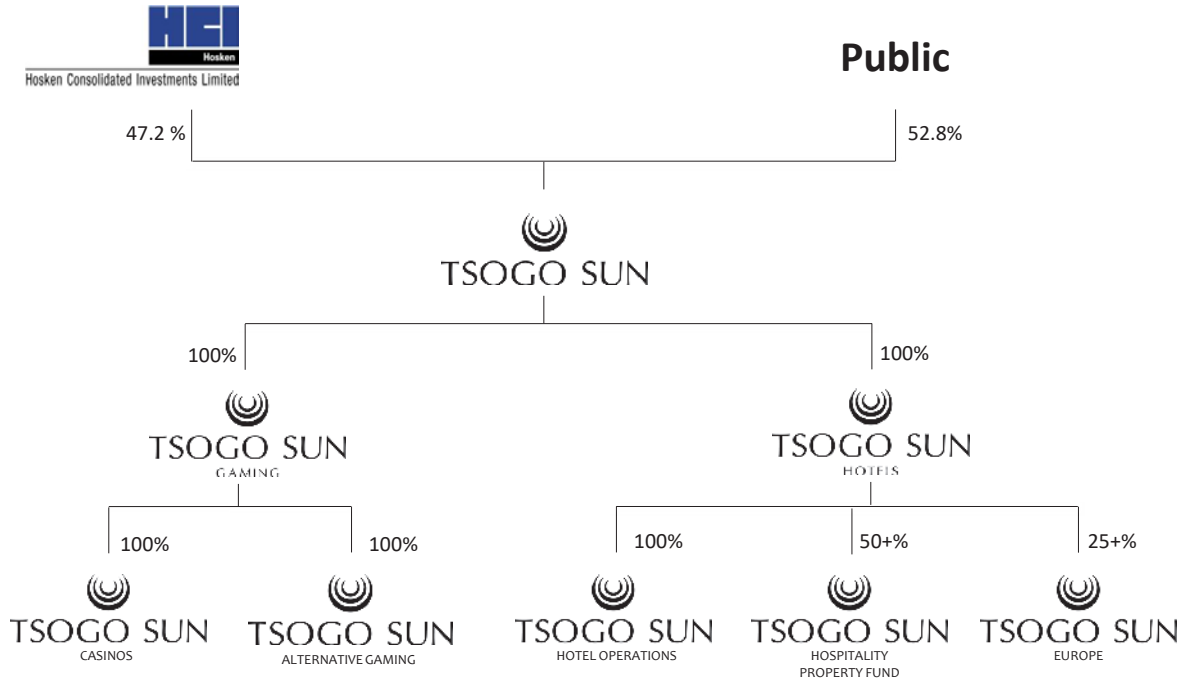 HCI
Hosken
Hosken Consolidated Investments Limited
Public
47.2 %
52.8%
TSOGO SUN
100%
100%
TSOGO SUN
GAMING
TSOGO SUN
HOTELS
100%
100%
100%
50+%
25+%
TSOGO SUN
CASINOS
TSOGO SUN
ALTERNATIVE GAMING
TSOGO SUN
HOTEL OPERATIONS
TSOGO SUN
HOSPITALITY
PROPERTY FUND
TSOGO SUN
EUROPE